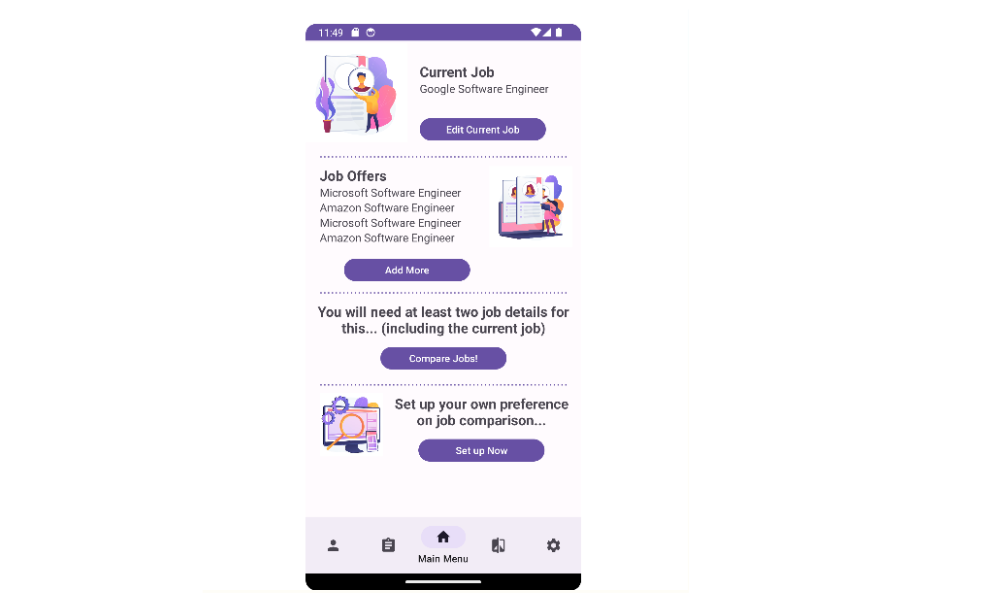 11:49
Current Job
Google Software Engineer
Edit Current Job
Job Offers
Microsoft Software Engineer
Amazon Software Engineer
Microsoft Software Engineer
Amazon Software Engineer
Add More
You will need at least two job details for
this... (including the current job)
Compare Jobs!
Set up your own preference
on job comparison...
Set up Now
Main Menu